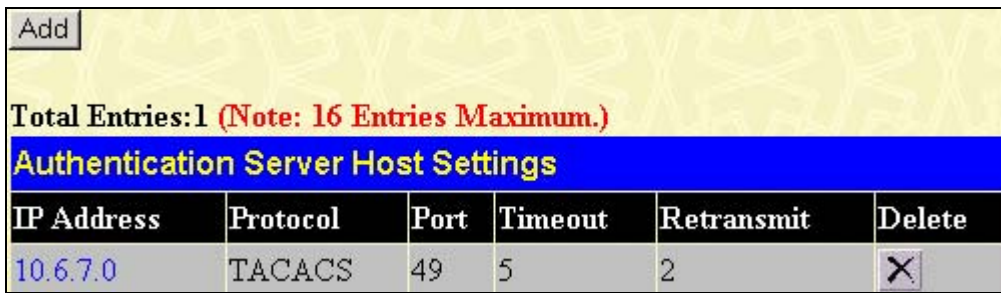 Add
Total Entries:1 (Note: 16 Entries Maximum.)
Authentication Server Host Settings
IP Address Protocol Port Timeout Retransmit Delete
10.6.7.0 TACACS 49 5 2